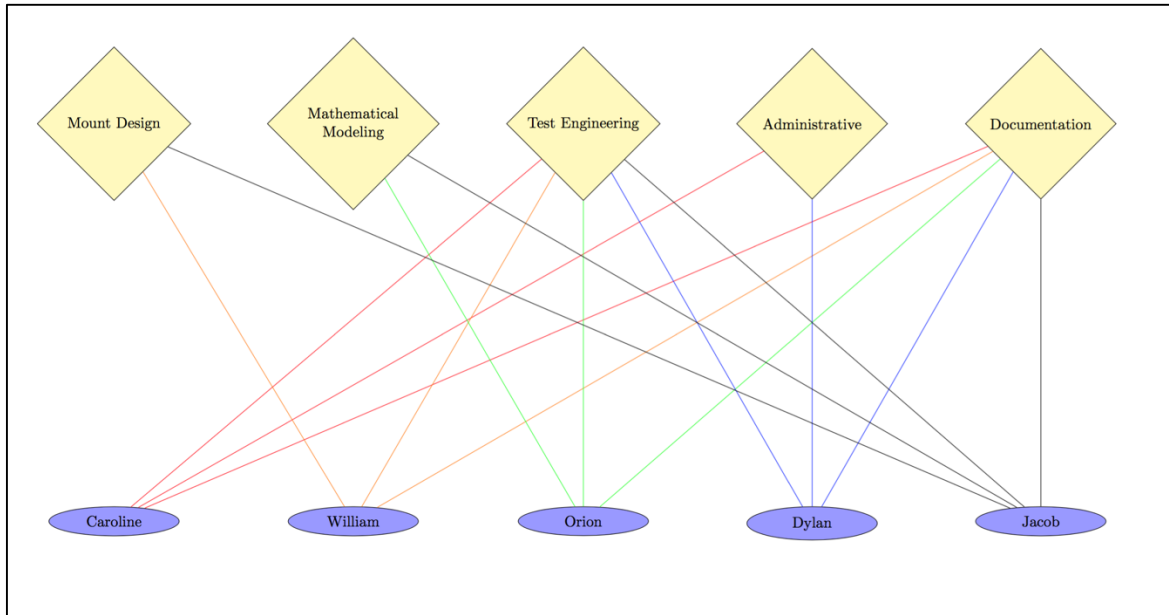 Mount Design
Mathematical
Modeling
Test Engineering
Administrative
Documentation
Caroline
William
Orion
Dylan
Jacob